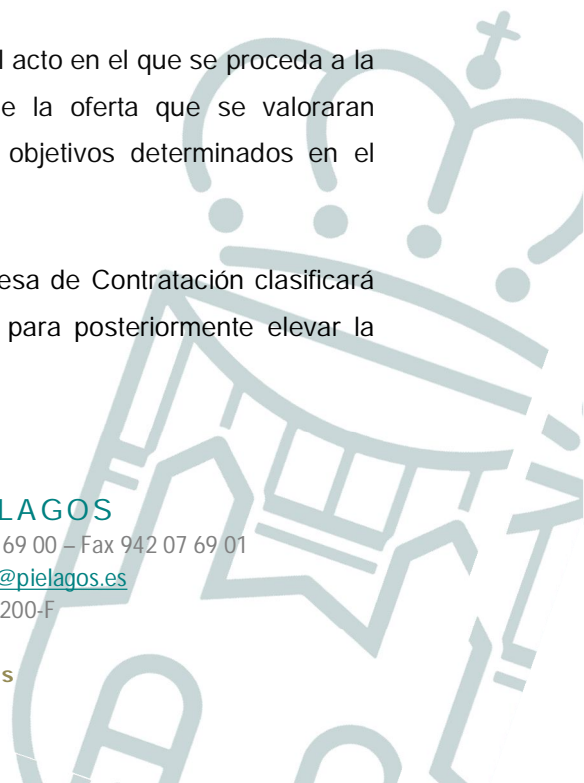 l acto en el que se proceda a la
e la oferta que se valoraran
objetivos determinados en el
esa de Contratación clasificará
para posteriormente elevar la
LAGOS
69 00 – Fax 942 07 69 01
@pielagos.es
200-F
s